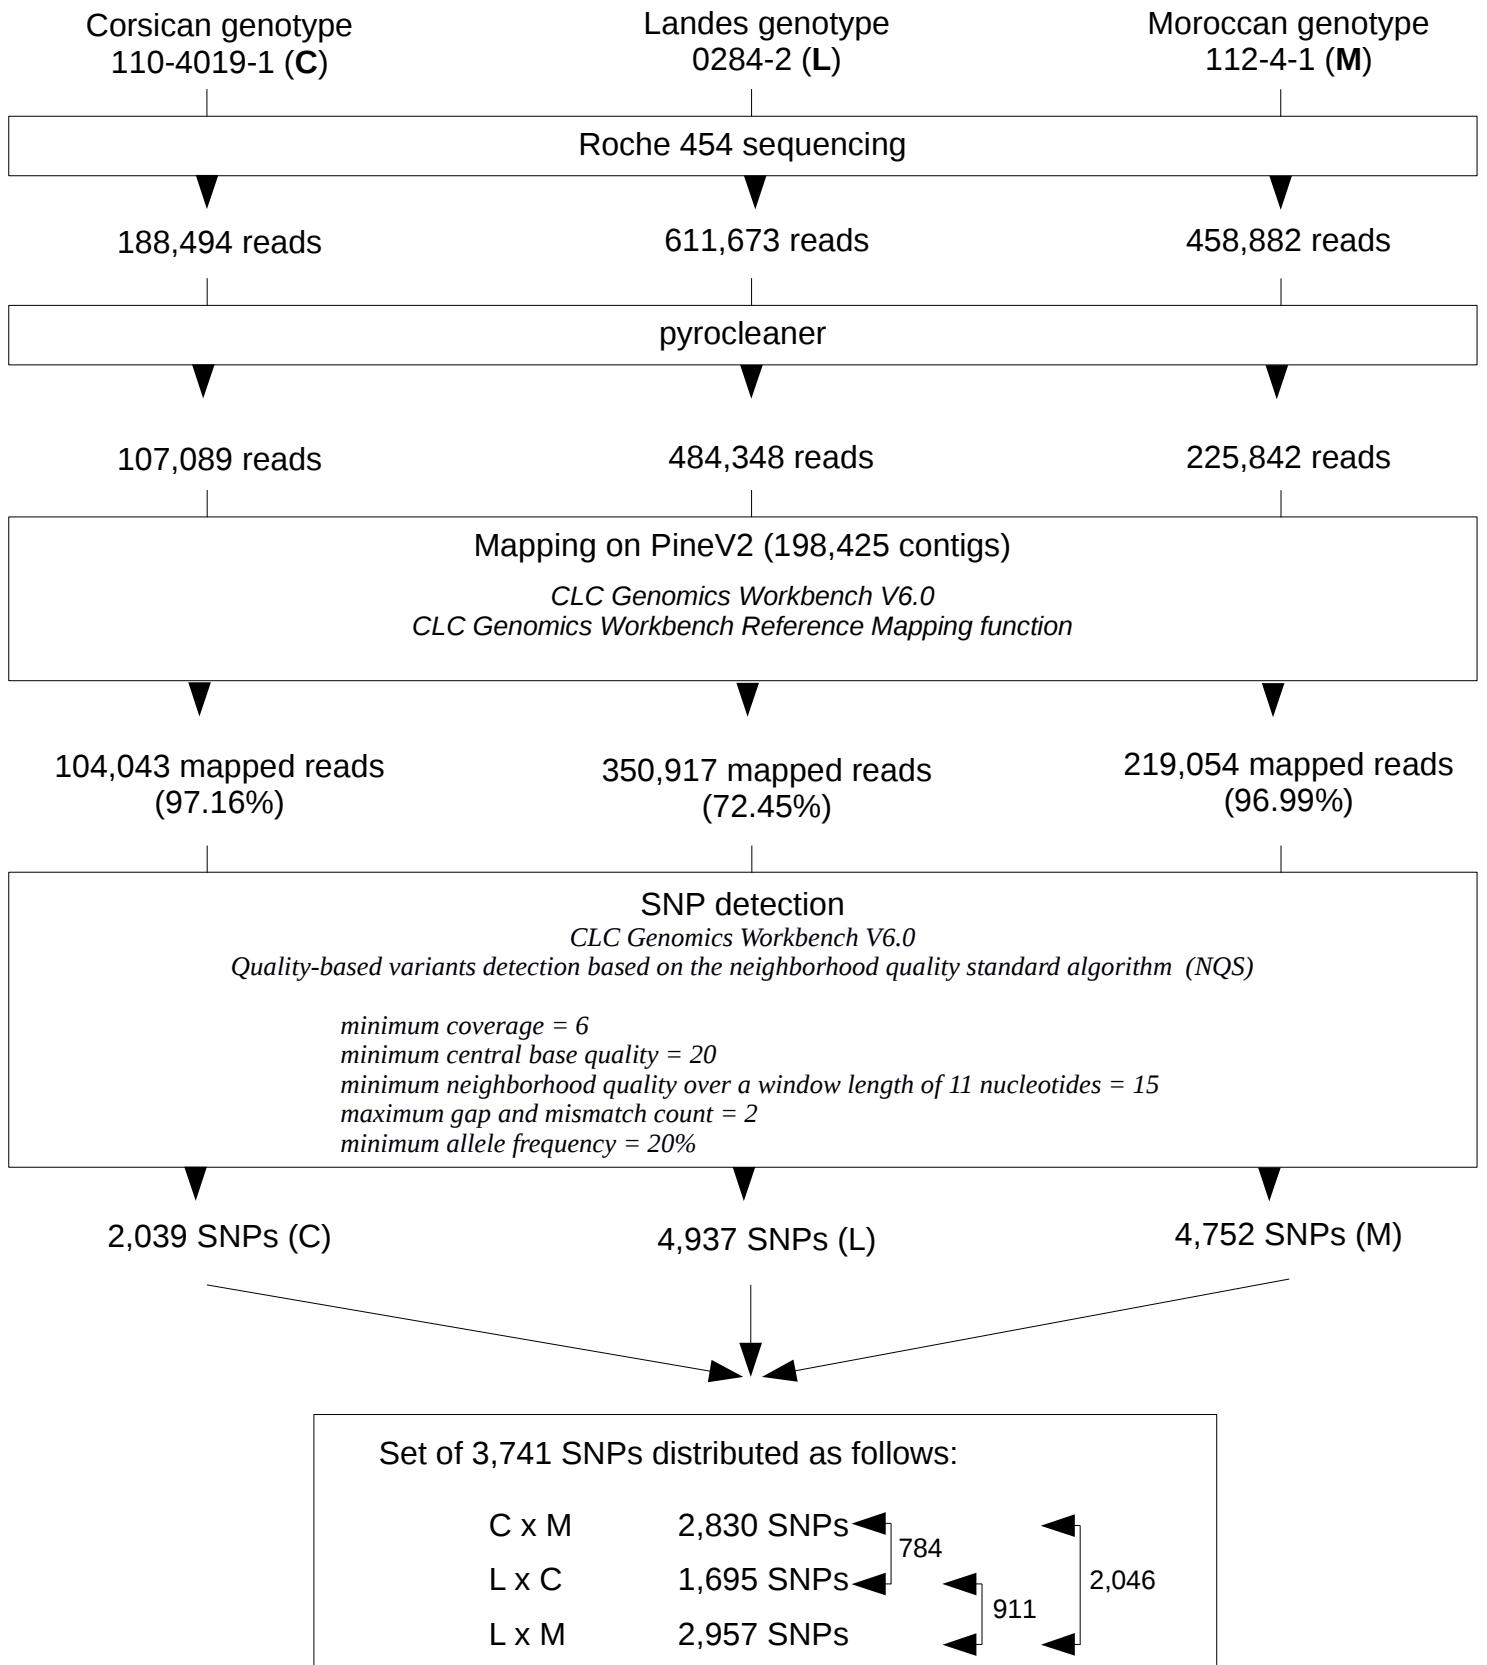 Corsican genotype
110-4019-1 (C)
Landes genotype
0284-2 (L)
Moroccan genotype
112-4-1 (M)
Roche 454 sequencing
188,494 reads
611,673 reads
458,882 reads
pyrocleaner
107,089 reads
484,348 reads
225,842 reads
Mapping on PineV2 (198,425 contigs)
CLC Genomics Workbench V6.0
CLC Genomics Workbench Reference Mapping function
104,043 mapped reads
(97.16%)
350,917 mapped reads
(72.45%)
219,054 mapped reads
(96.99%)
SNP detection
CLC Genomics Workbench V6.0
Quality-based variants detection based on the neighborhood quality standard algorithm (NQS)
minimum coverage = 6
minimum central base quality = 20
minimum neighborhood quality over a window length of 11 nucleotides = 15
maximum gap and mismatch count = 2
minimum allele frequency = 20%
2,039 SNPs (C)
4,937 SNPs (L)
4,752 SNPs (M)
Set of 3,741 SNPs distributed as follows:
C x M 2,830 SNPs
784
L x C 1,695 SNPs
2,046
911
L x M 2,957 SNPs